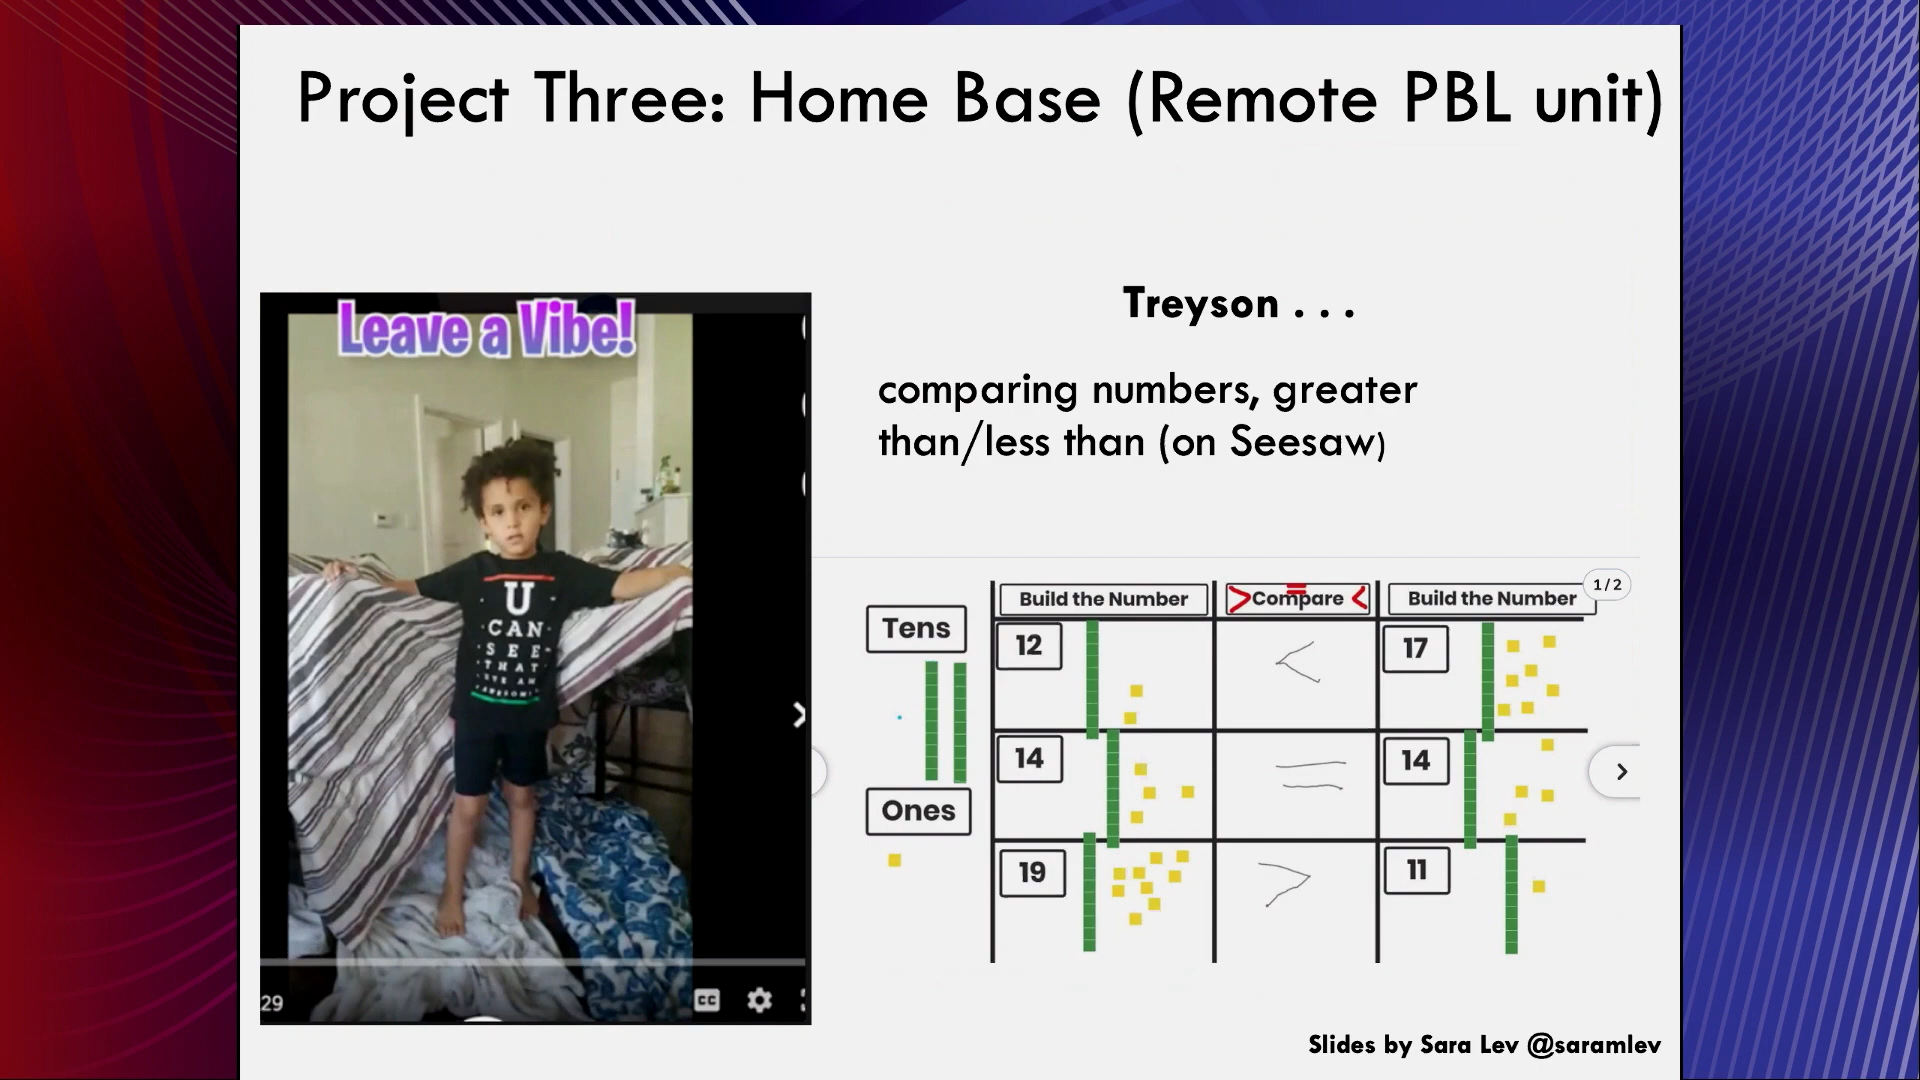 Project Three: Home Base (Remote PBL unit)
Leave a Vibe!
U
CAN
SEE
THAT
Treyson . . .
comparing numbers, greater
than/less than (on Seesaw)
1/2
Build the Number
> = <
Compare
Build the Number
Tens
Ones
12 < 17
14 = 14
19 > 11
29
CC
Slides by Sara Lev @saramlev